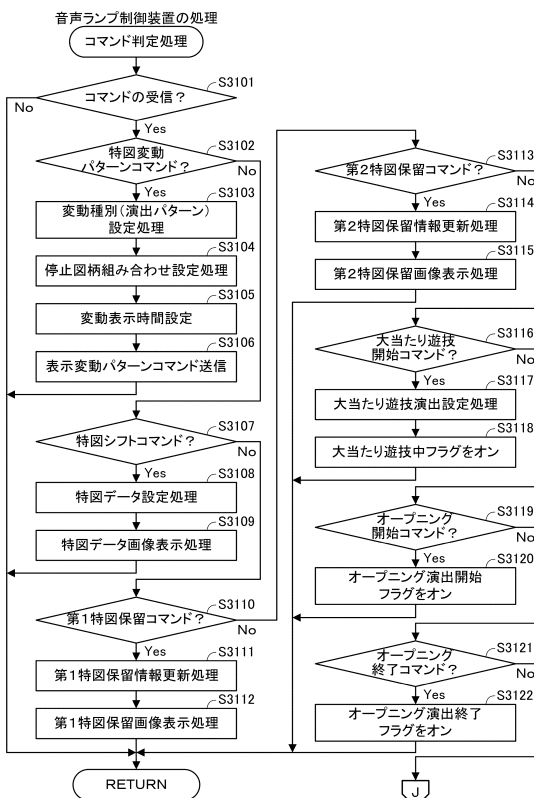 音声ランプ制御装置の処理
コマンド判定処理
S3101
コマンドの受信?
No
Yes
S3102
特図変動
パターンコマンド?
No
Yes
S3103
変動種別(演出パターン)
設定処理
S3104
停止図柄組み合わせ設定処理
S3105
変動表示時間設定
S3106
表示変動パターンコマンド送信
S3107
特図シフトコマンド?
No
Yes
S3108
特図データ設定処理
S3109
特図データ画像表示処理
S3110
第1特図保留コマンド?
No
Yes
S3111
第1特図保留情報更新処理
S3112
第1特図保留画像表示処理
RETURN
S3113
第2特図保留コマンド?
No
Yes
S3114
第2特図保留情報更新処理
S3115
第2特図保留画像表示処理
S3116
大当たり遊技
開始コマンド?
No
Yes
S3117
大当たり遊技演出設定処理
S3118
大当たり遊技中フラグをオン
S3119
オープニング
開始コマンド?
No
Yes
S3120
オープニング演出開始
フラグをオン
S3121
オープニング
終了コマンド?
No
Yes
S3122
オープニング演出終了
フラグをオン
J